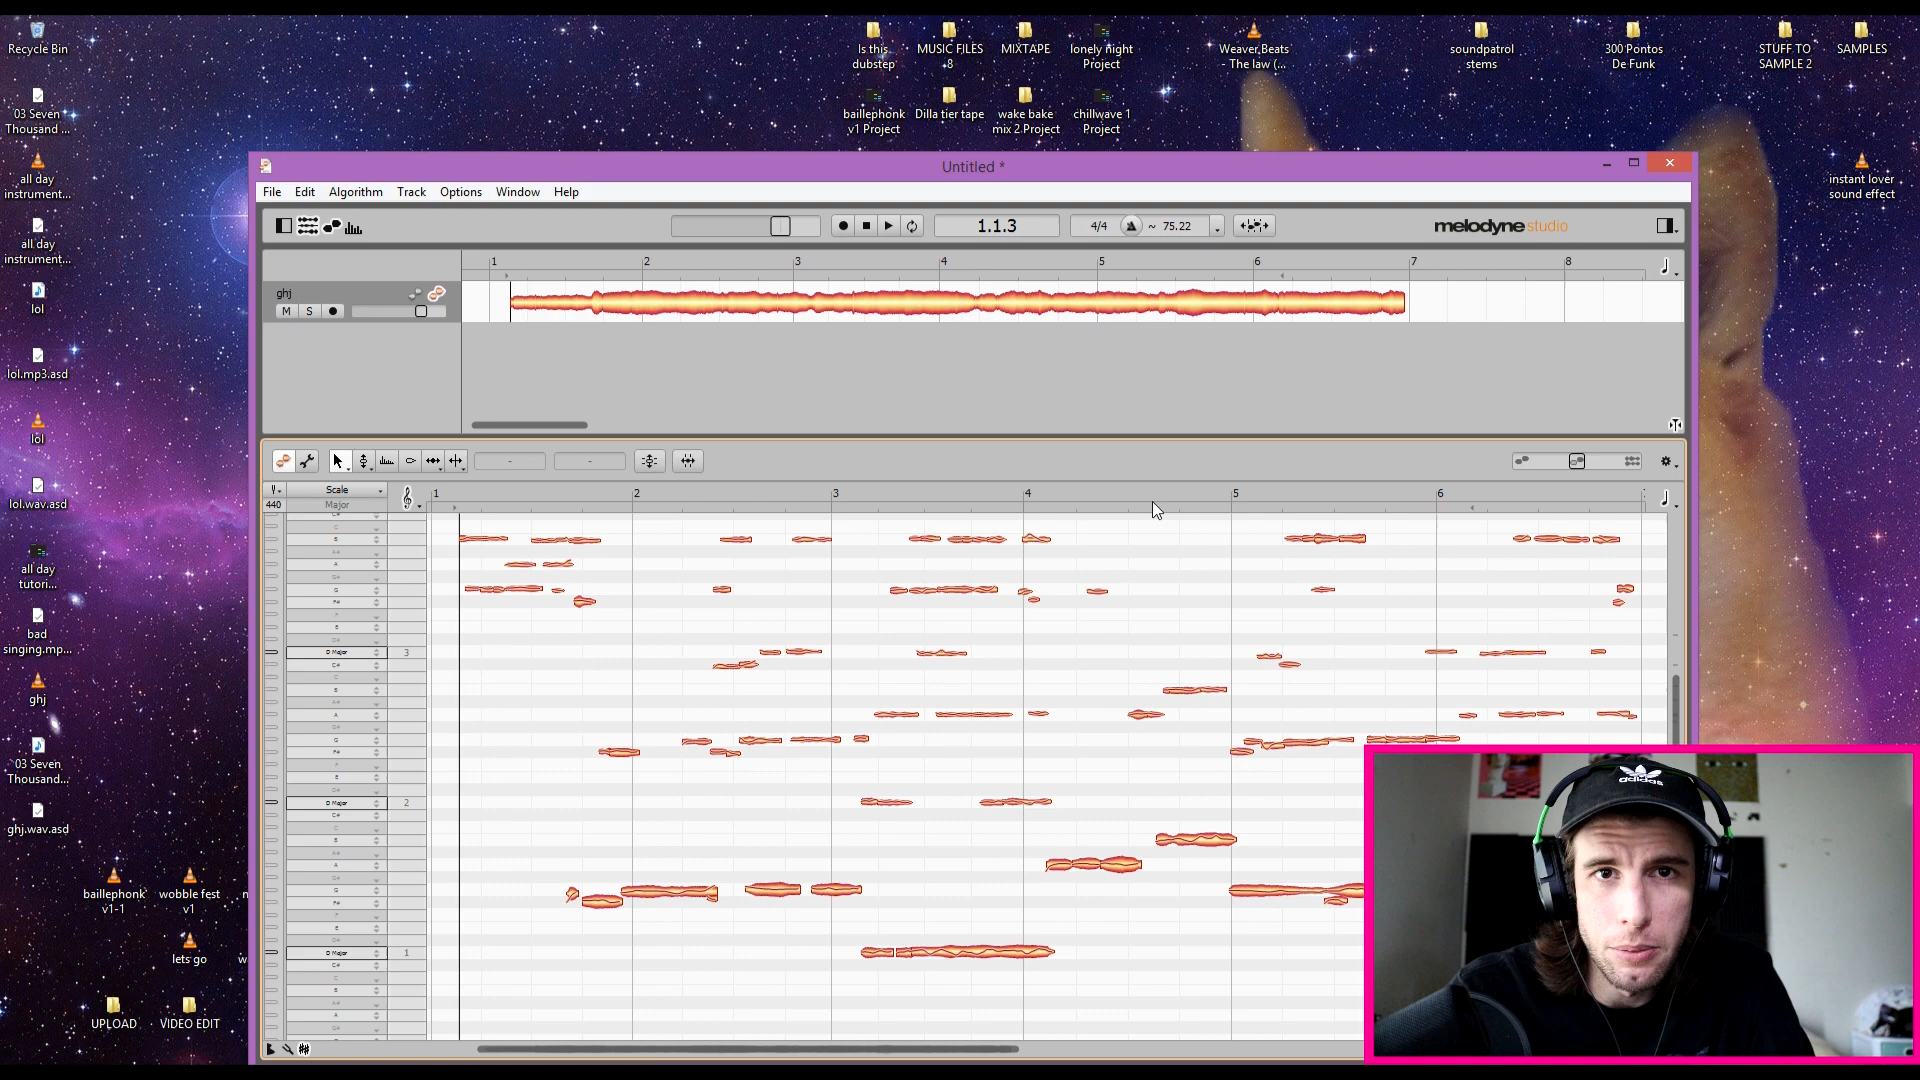 Recycle Bin
Is this
dubstep
MUSIC FILES
8
MIXTAPE
lonely night
Project
Weaver Beats
- The law (...
soundpatrol
stems
300 Pontos
De Funk
STUFF TO
SAMPLE 2
SAMPLES
03 Seven
Thousand ...
baillephonk
v1 Project
Dilla tier tape
wake bake
mix 2 Project
chillwave 1
Project
all day
instrument...
instant lover
sound effect
all day
instrument...
lol
lol.mp3.asd
lol
lol.wav.asd
all day
tutori...
bad
singing.mp...
ghj
03 Seven
Thousand...
ghj.wav.asd
baillephonk
v1-1
wobble fest
v1
lets go
UPLOAD
VIDEO EDIT
Untitled *
File Edit Algorithm Track Options Window Help
1.1.3
4/4
~ 75.22
melodyne studio
1 2 3 4 5 6 7 8
ghj
M S
- -
Scale
440 Major
1 2 3 4 5 6
B
A#
A
G#
G
F#
F
E
D#
D Major 3
C#
C
B
A#
A
G#
G
F#
F
E
D#
D Major 2
C#
C
B
A#
A
G#
G
F#
F
E
D#
D Major 1
C#
C
B
A#
A
G#
adidas